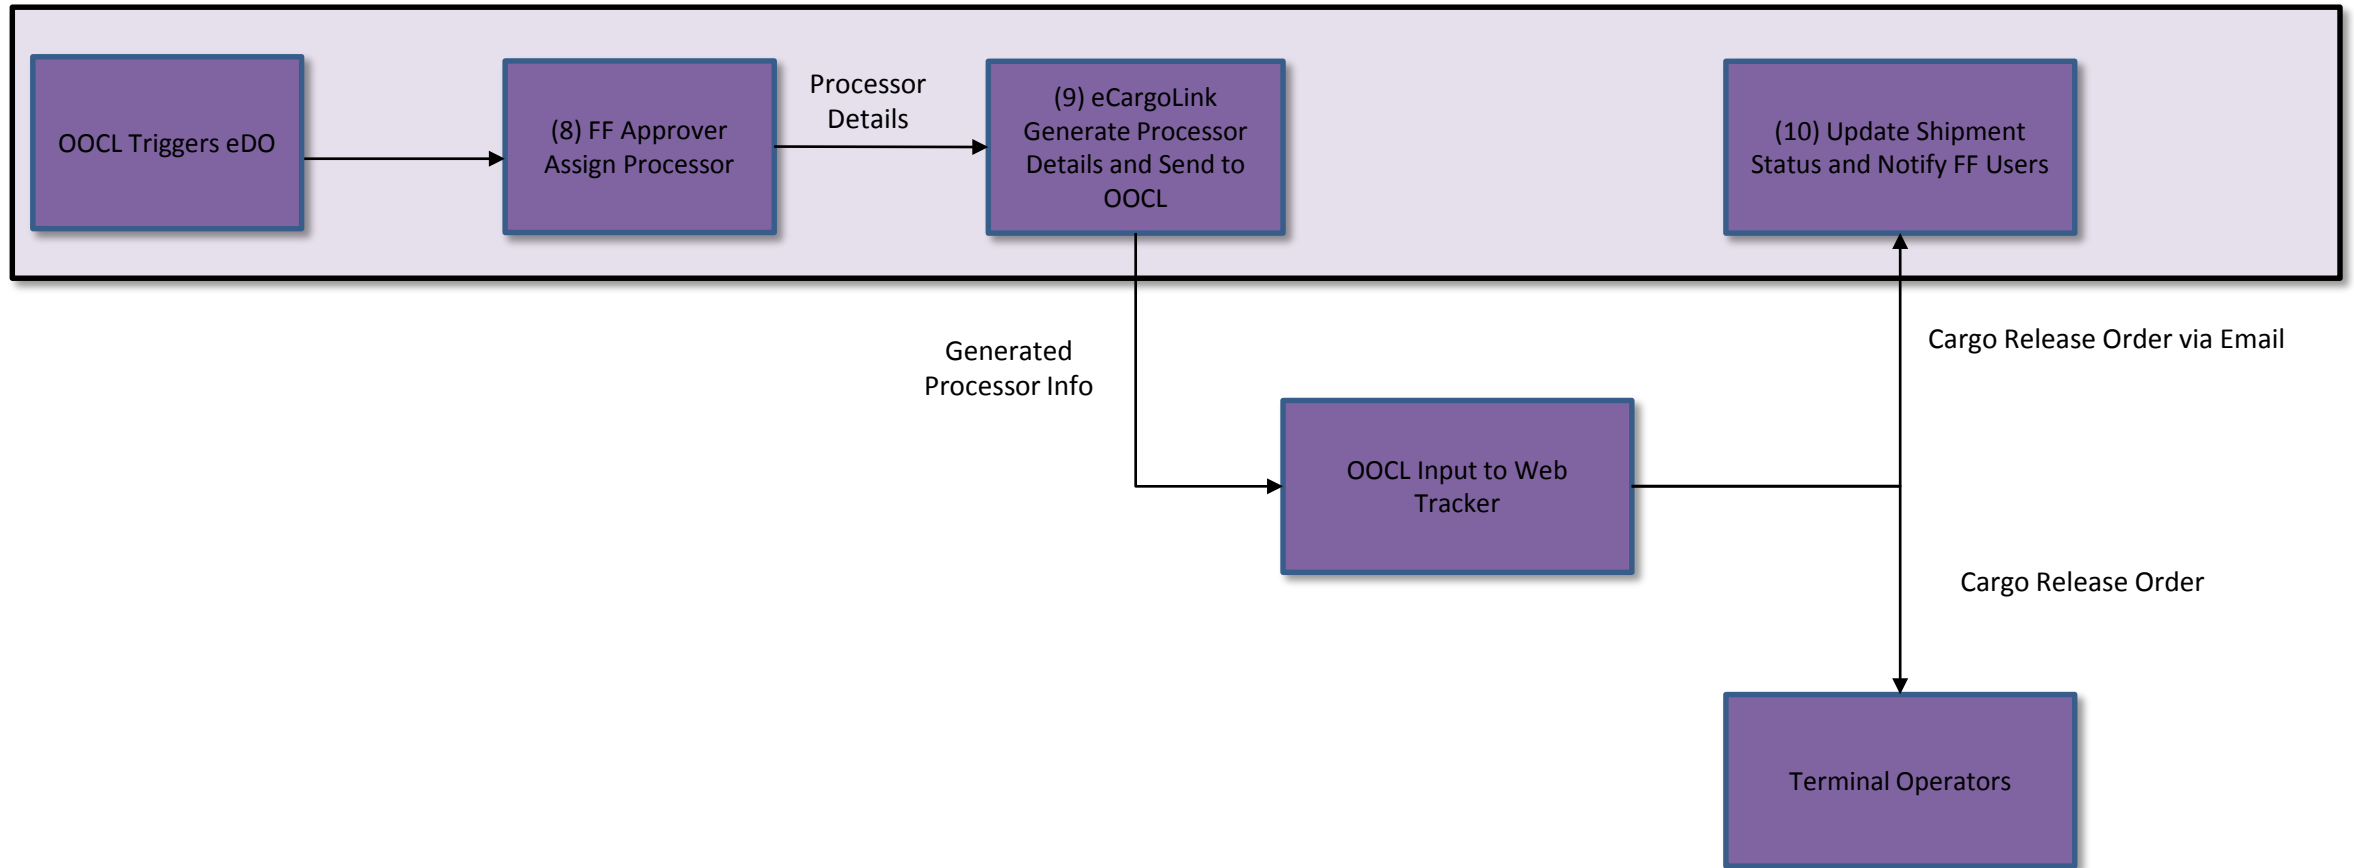 OOCL Triggers eDO
(8) FF Approver
Assign Processor
Processor
Details
(9) eCargoLink
Generate Processor
Details and Send to
OOCL
(10) Update Shipment
Status and Notify FF Users
Generated
Processor Info
Cargo Release Order via Email
OOCL Input to Web
Tracker
Cargo Release Order
Terminal Operators